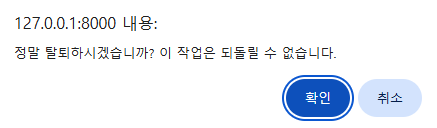 127.0.0.1:8000 내용:
정말 탈퇴하시겠습니까? 이 작업은 되돌릴 수 없습니다.
확인 취소